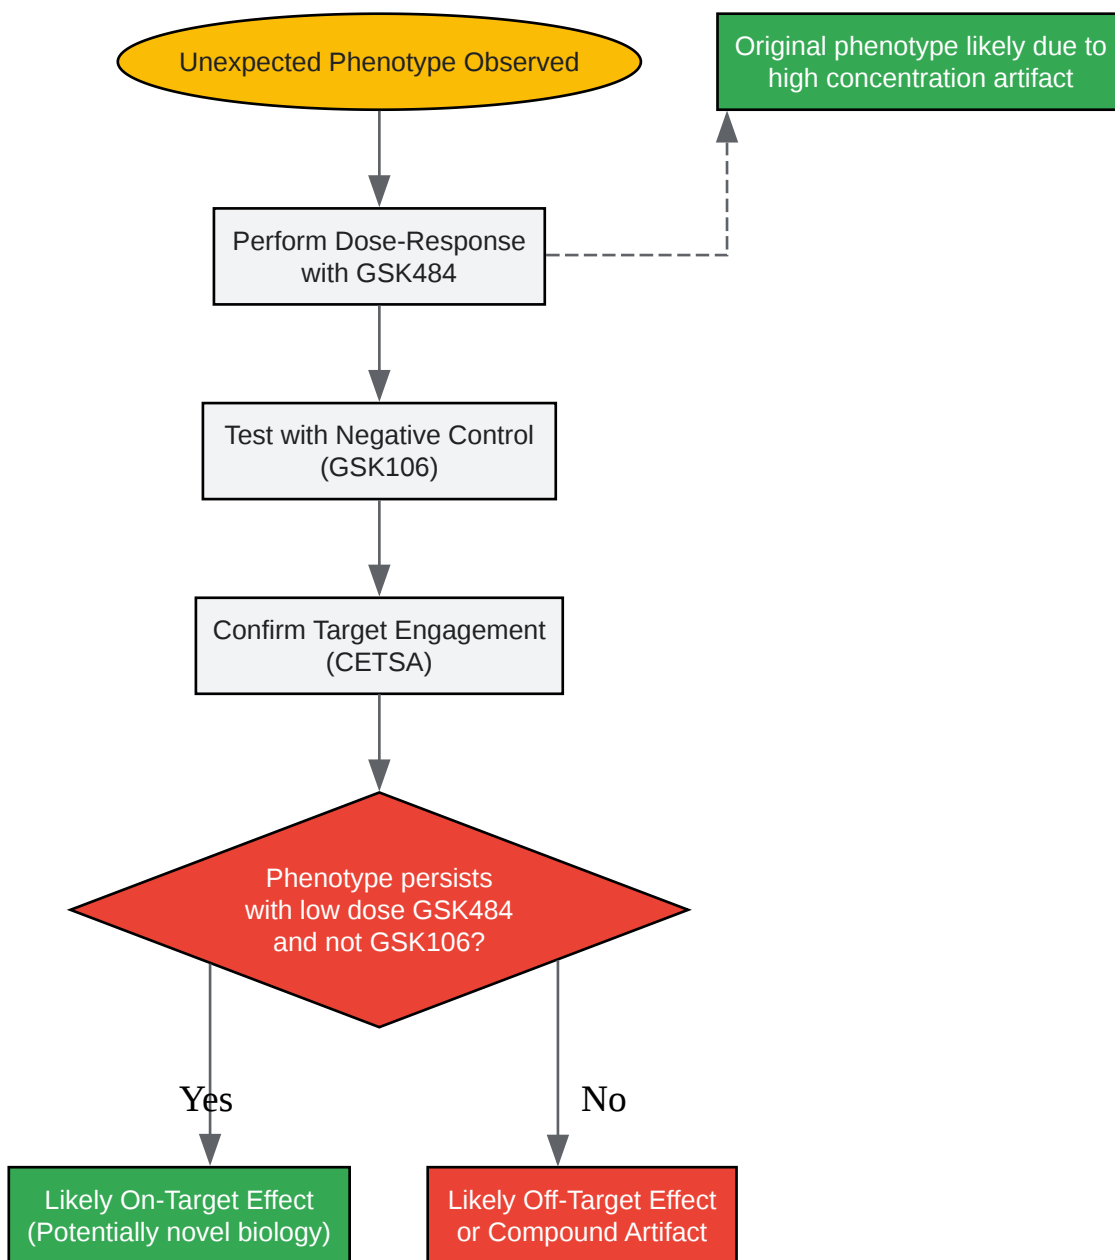 Unexpected Phenotype Observed
Original phenotype likely due to
high concentration artifact
Perform Dose-Response
with GSK484
Test with Negative Control
(GSK106)
Confirm Target Engagement
(CETSA)
Phenotype persists
with low dose GSK484
and not GSK106?
Yes
No
Likely On-Target Effect
(Potentially novel biology)
Likely Off-Target Effect
or Compound Artifact